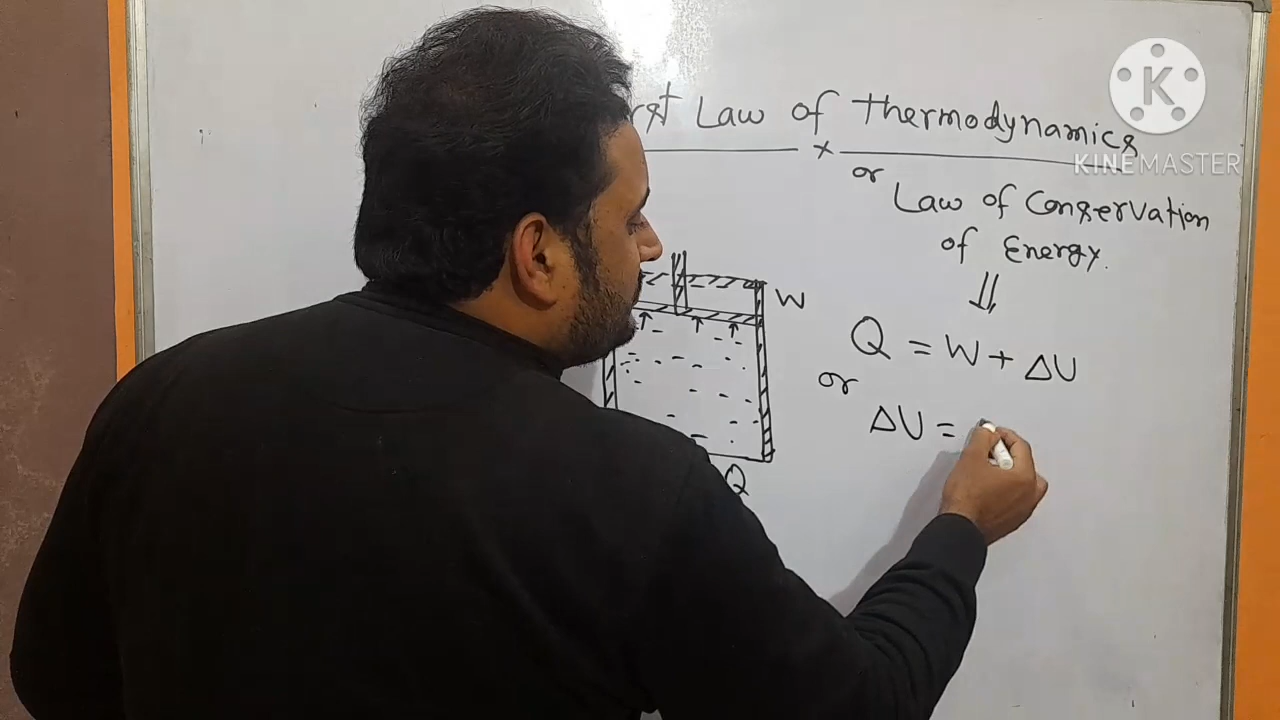 Law of Thermodynamics
or
Law of Conservation
of Energy.
W
Q = W + ΔU
or
ΔU =
Q
K
KINEMASTER